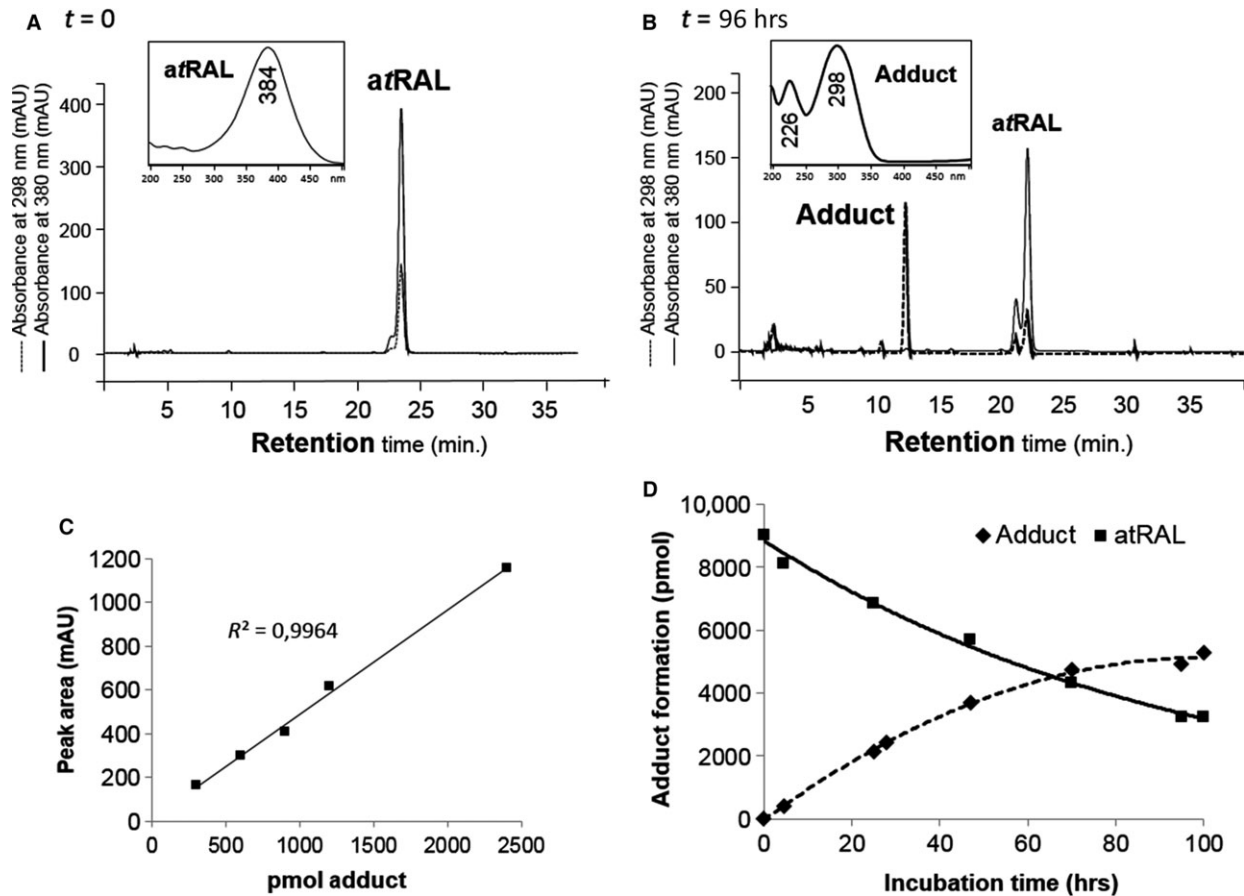 A t = 0
atRAL
384
atRAL
Absorbance at 298 nm (mAU)
Absorbance at 380 nm (mAU)
400
300
200
100
0
200 250 300 350 400 450 nm
5 10 15 20 25 30 35
Retention time (min.)
B t = 96 hrs
Adduct
226
298
Adduct
atRAL
Absorbance at 298 nm (mAU)
Absorbance at 380 nm (mAU)
200
150
100
50
0
200 250 300 350 400 450 nm
5 10 15 20 25 30 35
Retention time (min.)
C
R² = 0,9964
Peak area (mAU)
1200
1000
800
600
400
200
0
0 500 1000 1500 2000 2500
pmol adduct
D
Adduct atRAL
Adduct formation (pmol)
10,000
8000
6000
4000
2000
0
0 20 40 60 80 100
Incubation time (hrs)